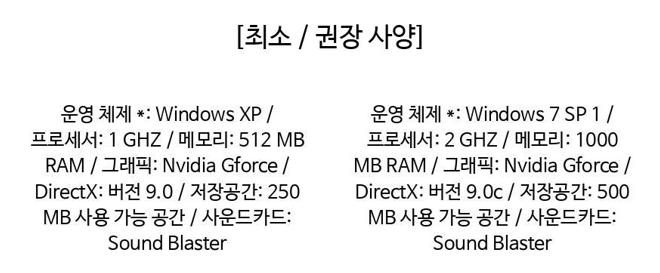 [최소 / 권장 사양]
운영 체제 *: Windows XP /
프로세서: 1 GHZ / 메모리: 512 MB
RAM / 그래픽: Nvidia Gforce /
DirectX: 버전 9.0 / 저장공간: 250
MB 사용 가능 공간 / 사운드카드:
Sound Blaster
운영 체제 *: Windows 7 SP 1 /
프로세서: 2 GHZ / 메모리: 1000
MB RAM / 그래픽: Nvidia Gforce /
DirectX: 버전 9.0c / 저장공간: 500
MB 사용 가능 공간 / 사운드카드:
Sound Blaster